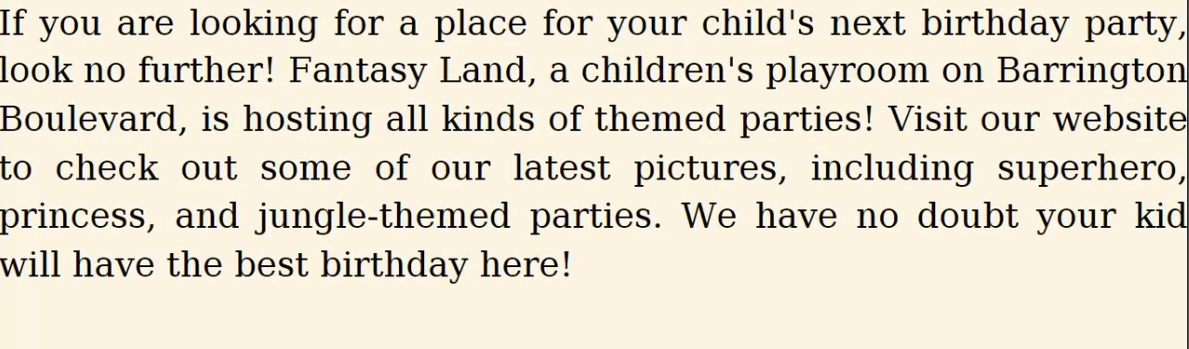 If you are looking for a place for your child's next birthday party,
look no further! Fantasy Land, a children's playroom on Barrington
Boulevard, is hosting all kinds of themed parties! Visit our website
to check out some of our latest pictures, including superhero,
princess, and jungle-themed parties. We have no doubt your kid
will have the best birthday here!